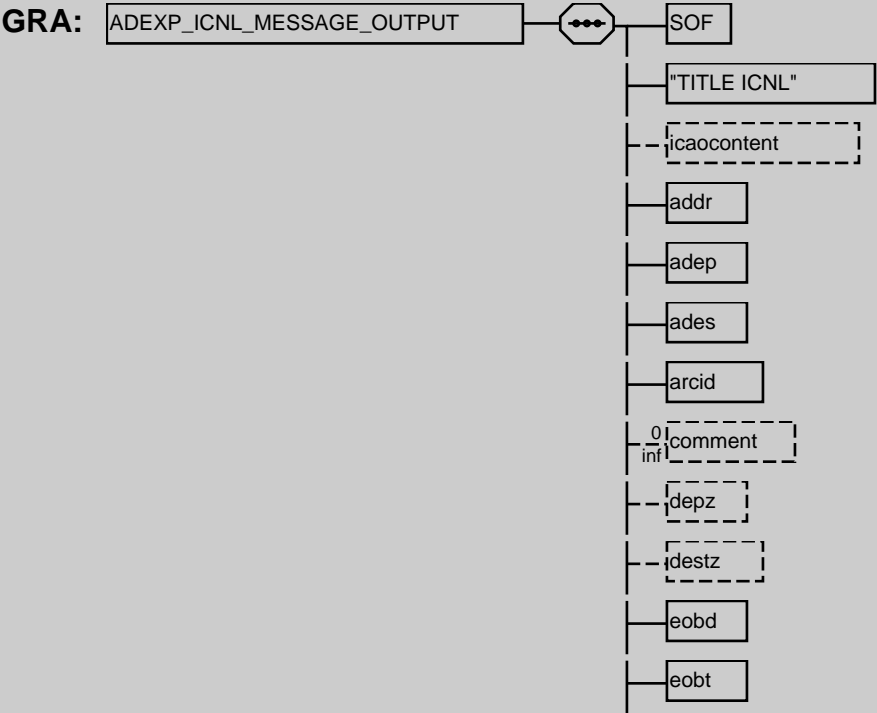 GRA: ADEXP_ICNL_MESSAGE_OUTPUT SOF
"TITLE ICNL"
icaocontent
addr
adep
ades
arcid
0
inf
comment
depz
destz
eobd
eobt